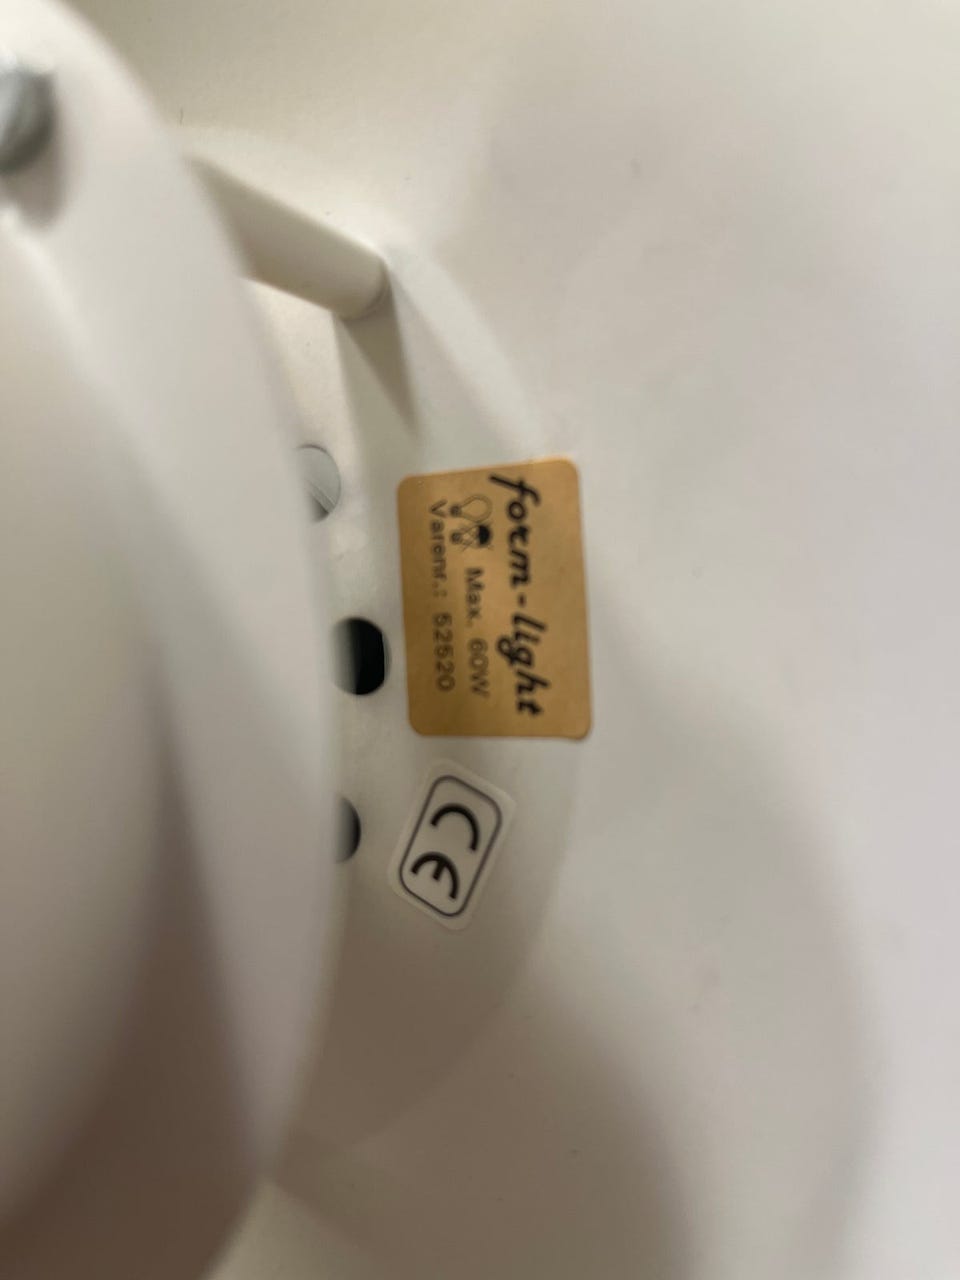 form-light
Max. 60W
Varenr.: 52520
CE